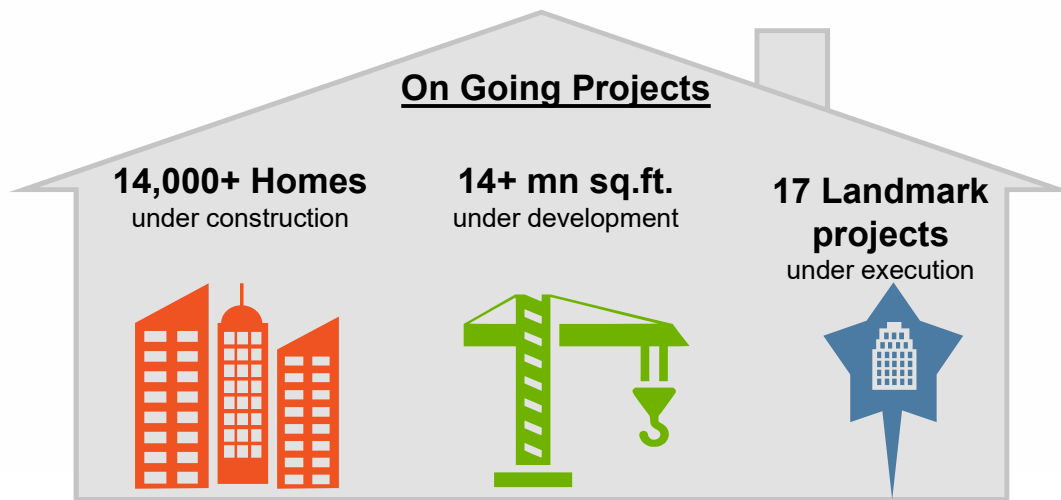 On Going Projects
14,000+ Homes
under construction
14+ mn sq.ft.
under development
17 Landmark
projects
under execution